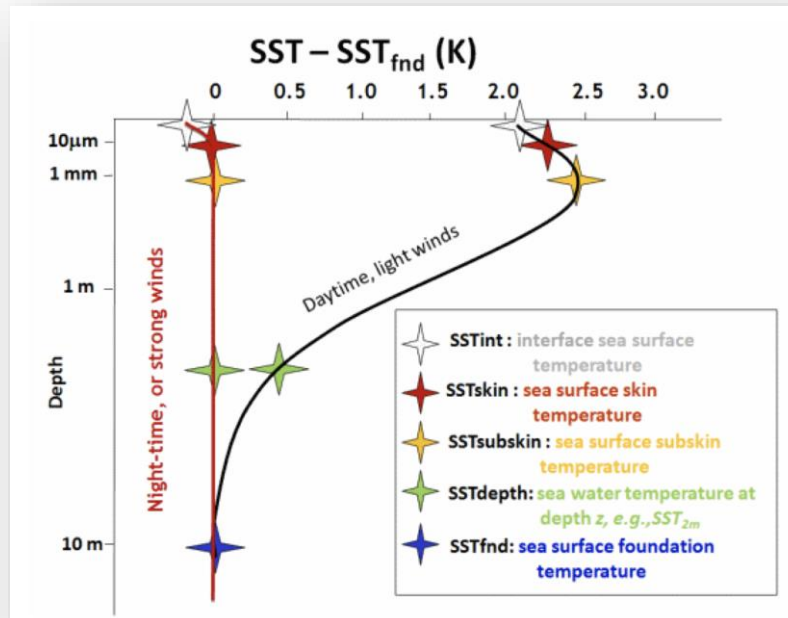 SST – SSTfnd (K)
0 0.5 1.0 1.5 2.0 2.5 3.0
10μm
1 mm
1 m
10 m
Depth
Night-time, or strong winds
Daytime, light winds
SSTint : interface sea surface
temperature
SSTskin : sea surface skin
temperature
SSTsubskin : sea surface subskin
temperature
SSTdepth: sea water temperature at
depth z, e.g.,SST2m
SSTfnd: sea surface foundation
temperature